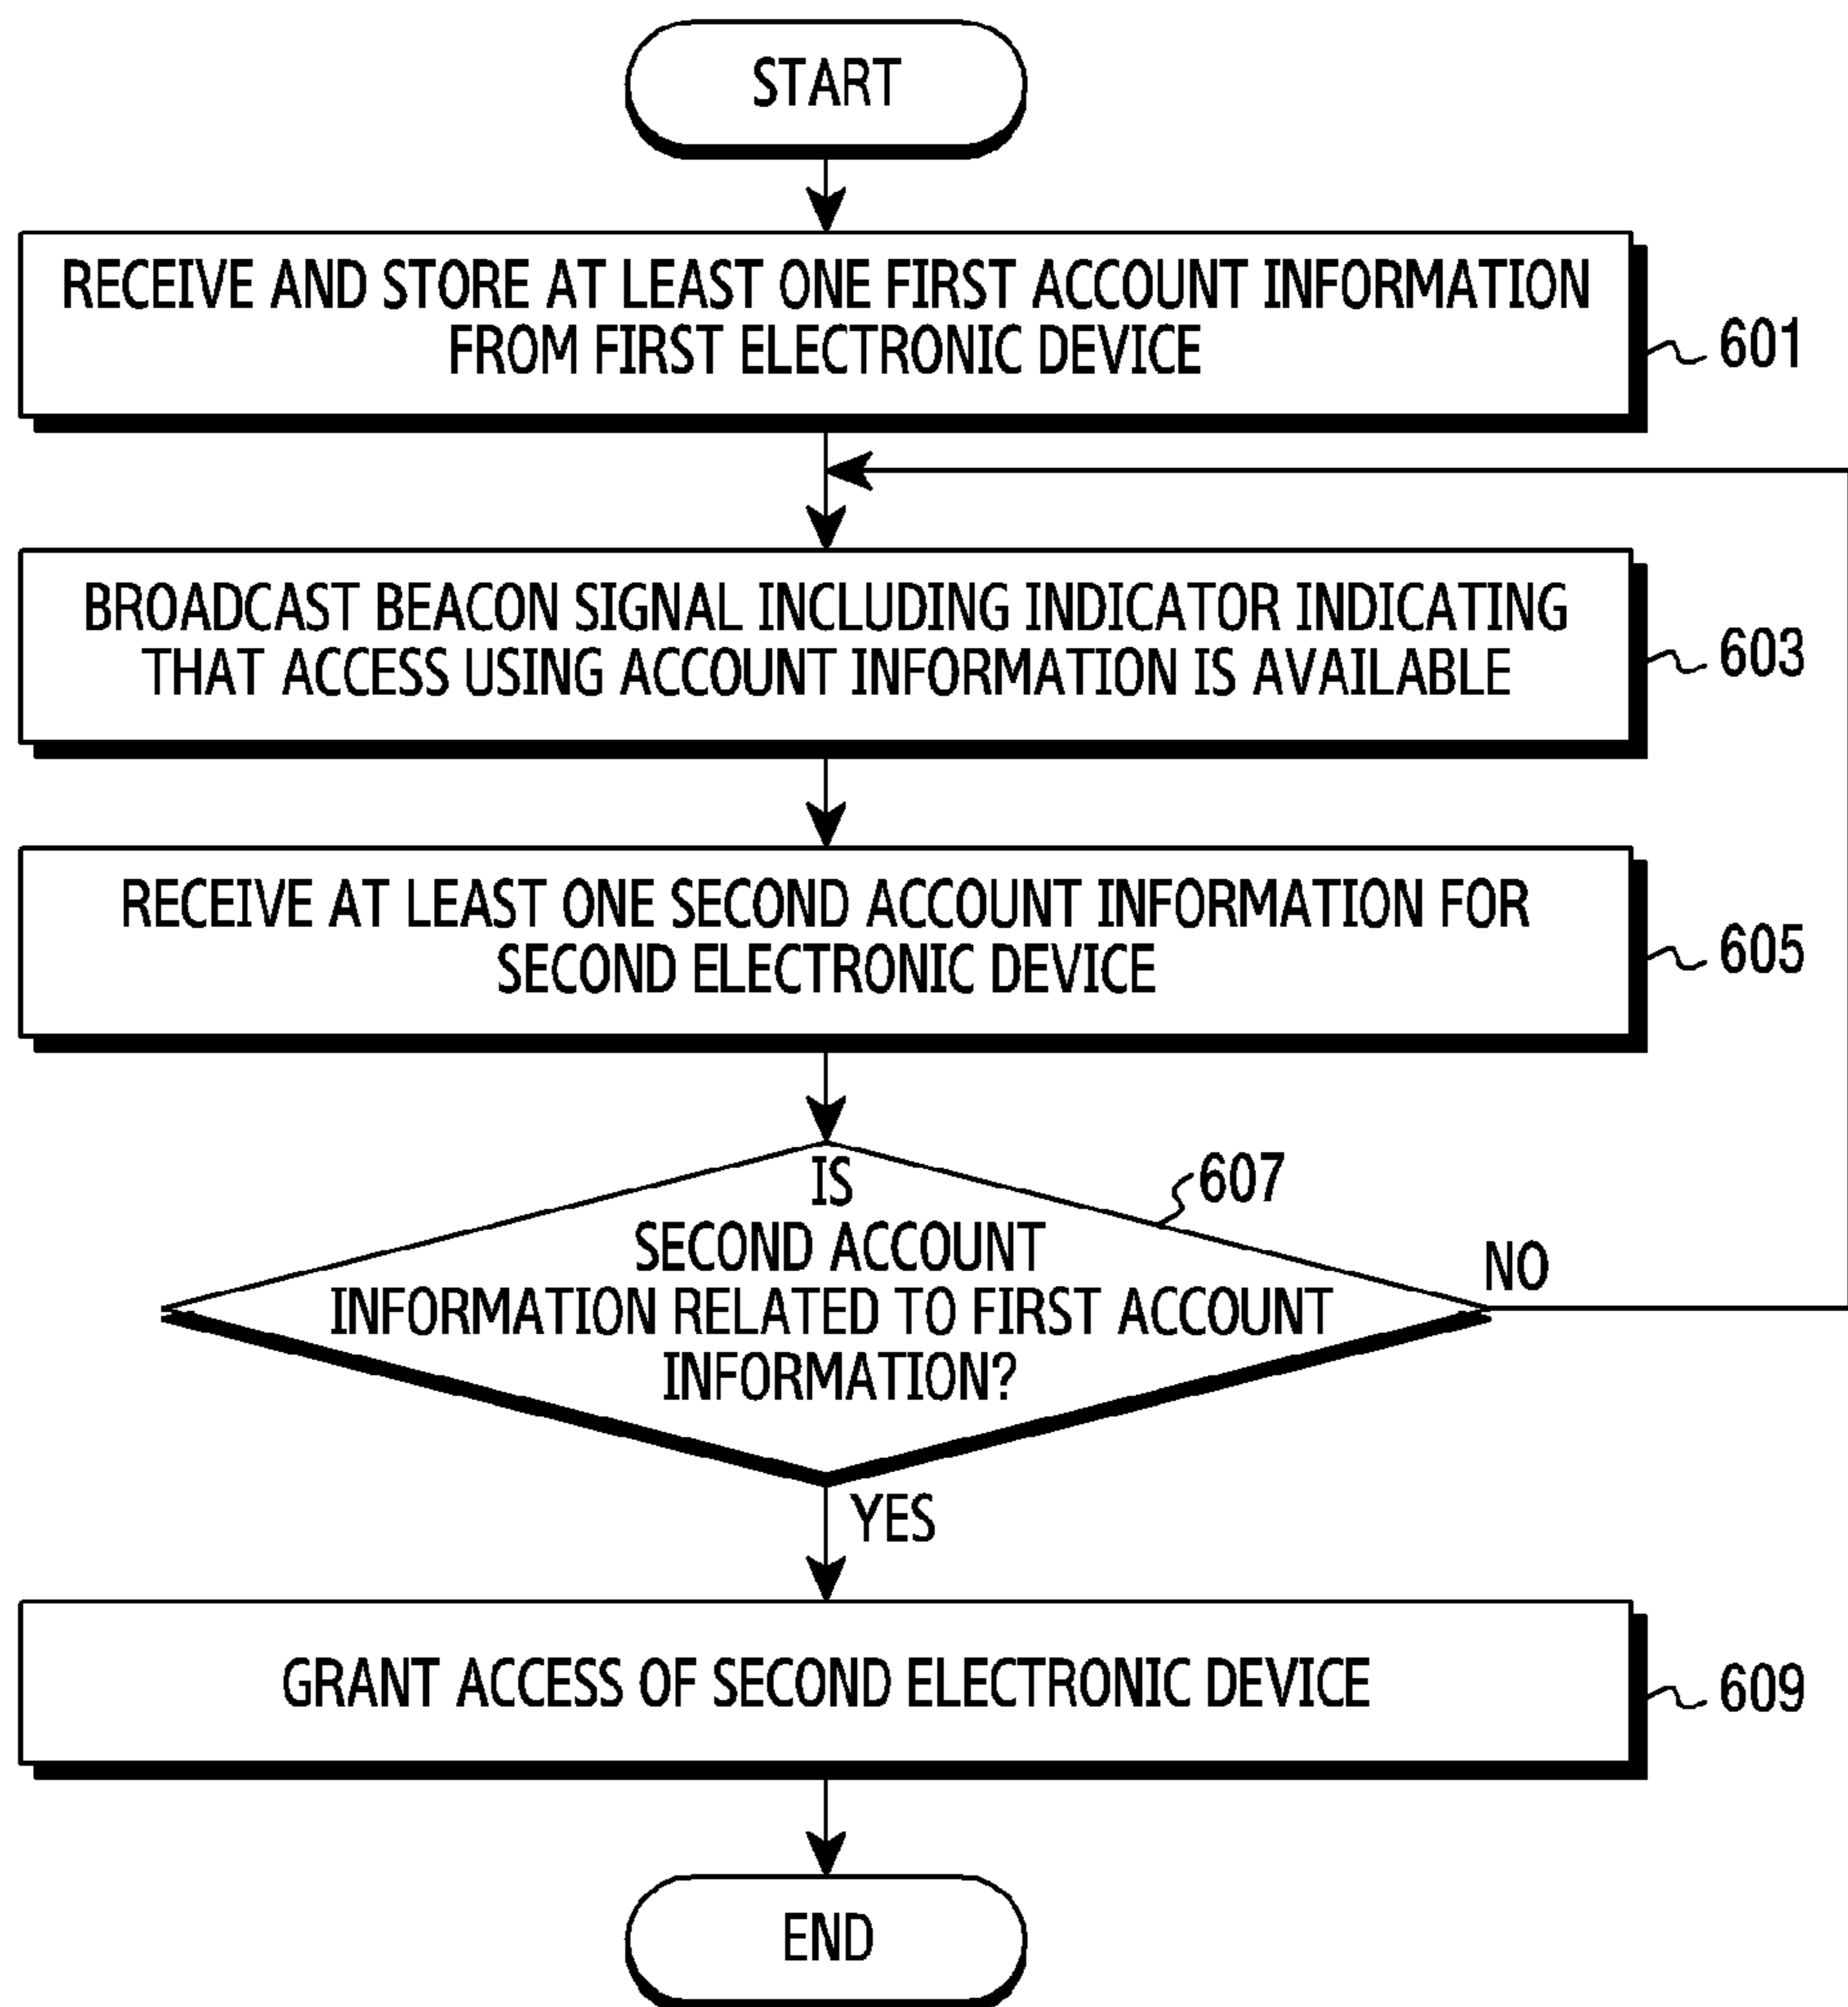 START
RECEIVE AND STORE AT LEAST ONE FIRST ACCOUNT INFORMATION
FROM FIRST ELECTRONIC DEVICE
601
BROADCAST BEACON SIGNAL INCLUDING INDICATOR INDICATING
THAT ACCESS USING ACCOUNT INFORMATION IS AVAILABLE
603
RECEIVE AT LEAST ONE SECOND ACCOUNT INFORMATION FOR
SECOND ELECTRONIC DEVICE
605
IS
SECOND ACCOUNT
INFORMATION RELATED TO FIRST ACCOUNT
INFORMATION?
607
NO
YES
GRANT ACCESS OF SECOND ELECTRONIC DEVICE
609
END